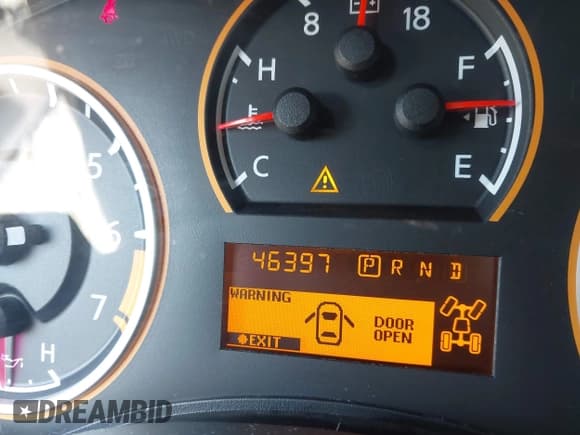 8 18
H F
5
C E
6
46397 P R N D
7
WARNING
DOOR
OPEN
EXIT
H
DREAMBID